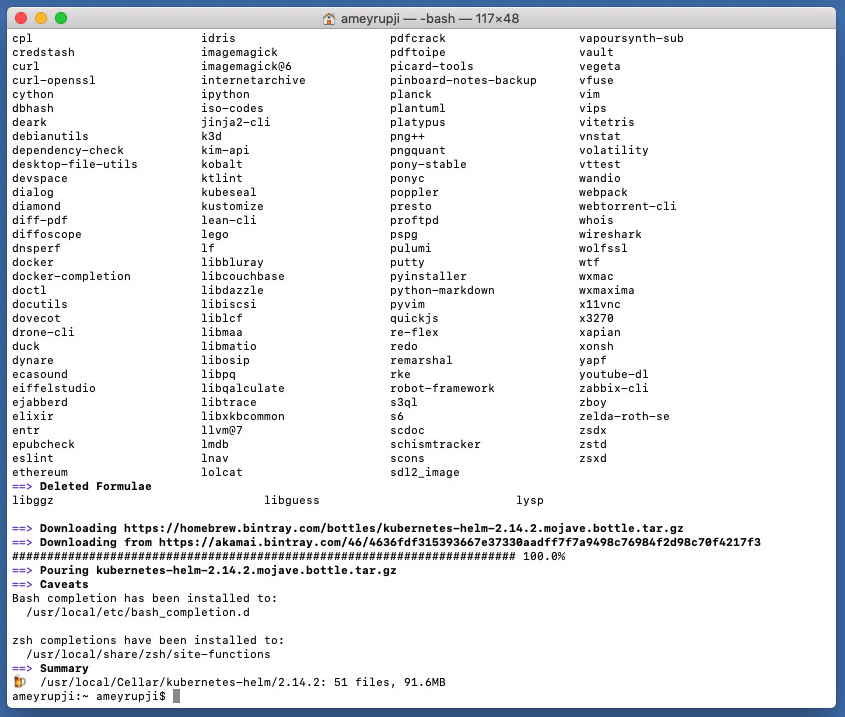 ameyrupji — -bash — 117×48
cpl idris pdfcrack vapoursynth-sub
credstash imagemagick pdftoipe vault
curl imagemagick@6 picard-tools vegeta
curl-openssl internetarchive pinboard-notes-backup vfuse
cython ipython planck vim
dbhash iso-codes plantuml vips
deark jinja2-cli platypus vitetris
debianutils k3d png++ vnstat
dependency-check kim-api pngquant volatility
desktop-file-utils kobalt pony-stable vttest
devspace ktlint ponyc wandio
dialog kubeseal poppler webpack
diamond kustomize presto webtorrent-cli
diff-pdf lean-cli proftpd whois
diffoscope lego pspg wireshark
dnsperf lf pulumi wolfssl
docker libbluray putty wtf
docker-completion libcouchbase pyinstaller wxmac
doctl libdazzle python-markdown wxmaxima
docutils libiscsi pyvim x11vnc
dovecot liblcf quickjs x3270
drone-cli libmaa re-flex xapian
duck libmatio redo xonsh
dynare libosip remarshal yapf
ecasound libpq rke youtube-dl
eiffelstudio libqalculate robot-framework zabbix-cli
ejabberd libtrace s3ql zboy
elixir libxkbcommon s6 zelda-roth-se
entr llvm@7 scdoc zsdx
epubcheck lmdb schismtracker zstd
eslint lnav scons zsxd
ethereum lolcat sdl2_image
==> Deleted Formulae
libggz libguess lysp
==> Downloading https://homebrew.bintray.com/bottles/kubernetes-helm-2.14.2.mojave.bottle.tar.gz
==> Downloading from https://akamai.bintray.com/46/4636fdf315393667e37330aadff7f7a9498c76984f2d98c70f4217f3
######################################################################## 100.0%
==> Pouring kubernetes-helm-2.14.2.mojave.bottle.tar.gz
==> Caveats
Bash completion has been installed to:
/usr/local/etc/bash_completion.d
zsh completions have been installed to:
/usr/local/share/zsh/site-functions
==> Summary
🍺 /usr/local/Cellar/kubernetes-helm/2.14.2: 51 files, 91.6MB
ameyrupji:~ ameyrupji$